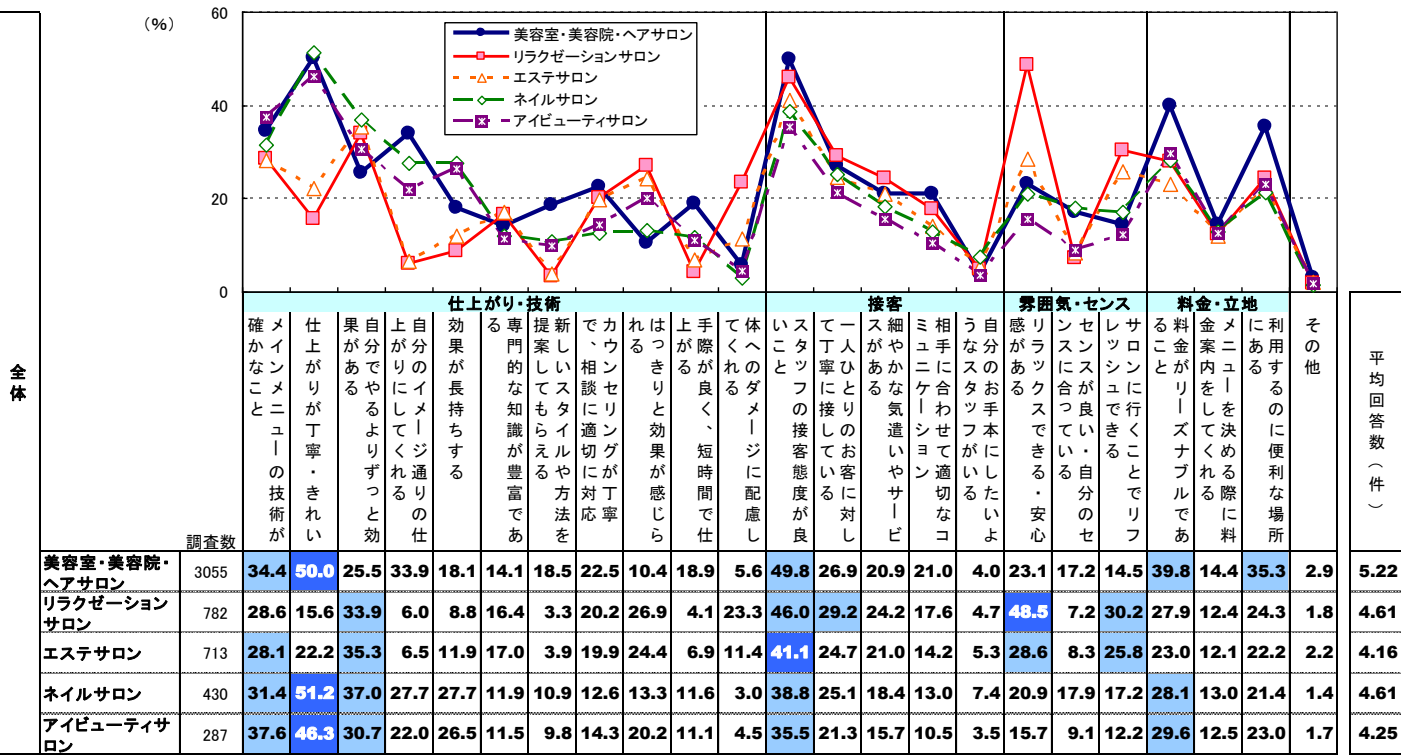 60
(%)
40
20
0
美容室・美容院・ヘアサロン
リラクゼーションサロン
エステサロン
ネイルサロン
アイビューティサロン
仕上がり・技術
接客
雰囲気・センス
料金・立地
全体
調査数
メインメニューの技術が
確かなこと
仕上がりが丁寧・きれい
自分でやるよりずっと効
果がある
自分のイメージ通りの仕
上がりにしてくれる
効果が長持ちする
専門的な知識が豊富であ
る
新しいスタイルや方法を
提案してもらえる
カウンセリングが丁寧
で、相談に適切に対応
はっきりと効果が感じら
れる
手際が良く、短時間で仕
上がる
体へのダメージに配慮し
てくれる
スタッフの接客態度が良
いこと
一人ひとりのお客に対し
て丁寧に接している
細やかな気遣いやサービ
スがある
相手に合わせて適切なコ
ミュニケーション
自分のお手本にしたいよ
うなスタッフがいる
リラックスできる・安心
感がある
センスが良い・自分のセ
ンスに合っている
サロンに行くことでリフ
レッシュできる
料金がリーズナブルであ
ること
メニューを決める際に料
金案内をしてくれる
利用するのに便利な場所
にある
その他
平均回答数(件)
美容室・美容院・
ヘアサロン
3055 34.4 50.0 25.5 33.9 18.1 14.1 18.5 22.5 10.4 18.9 5.6 49.8 26.9 20.9 21.0 4.0 23.1 17.2 14.5 39.8 14.4 35.3 2.9 5.22
リラクゼーション
サロン
782 28.6 15.6 33.9 6.0 8.8 16.4 3.3 20.2 26.9 4.1 23.3 46.0 29.2 24.2 17.6 4.7 48.5 7.2 30.2 27.9 12.4 24.3 1.8 4.61
エステサロン 713 28.1 22.2 35.3 6.5 11.9 17.0 3.9 19.9 24.4 6.9 11.4 41.1 24.7 21.0 14.2 5.3 28.6 8.3 25.8 23.0 12.1 22.2 2.2 4.16
ネイルサロン 430 31.4 51.2 37.0 27.7 27.7 11.9 10.9 12.6 13.3 11.6 3.0 38.8 25.1 18.4 13.0 7.4 20.9 17.9 17.2 28.1 13.0 21.4 1.4 4.61
アイビューティサ
ロン
287 37.6 46.3 30.7 22.0 26.5 11.5 9.8 14.3 20.2 11.1 4.5 35.5 21.3 15.7 10.5 3.5 15.7 9.1 12.2 29.6 12.5 23.0 1.7 4.25